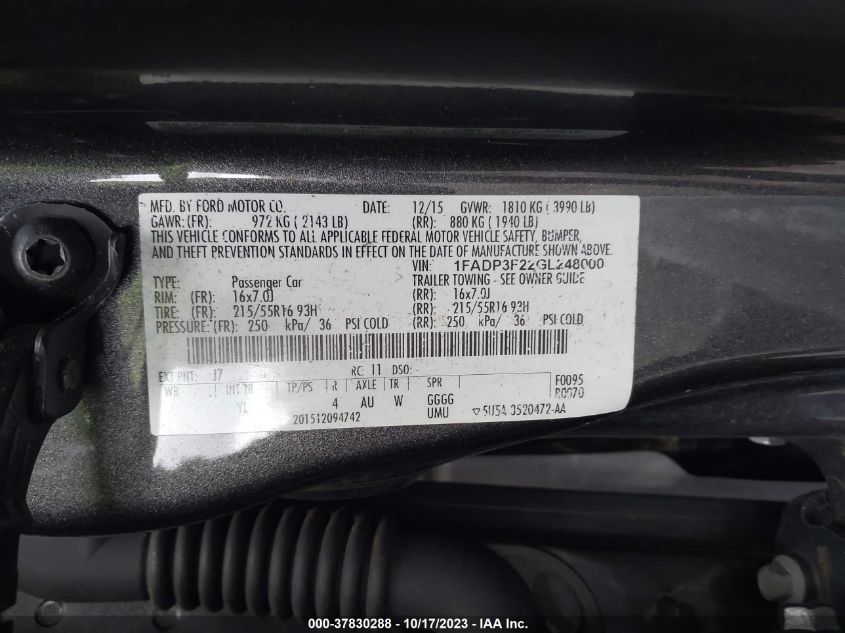 MFD. BY FORD MOTOR CO. DATE: 12/15 GVWR: 1810 KG ( 3990 LB)
GAWR:(FR): 972 KG ( 2143 LB) (RR): 880 KG ( 1940 LB)
THIS VEHICLE CONFORMS TO ALL APPLICABLE FEDERAL MOTOR VEHICLE SAFETY, BUMPER,
AND THEFT PREVENTION STANDARDS IN EFFECT ON THE DATE OF MANUFACTURE SHOWN ABOVE.
VIN: 1FADP3F22GL248000
TYPE: Passenger Car TRAILER TOWING - SEE OWNER GUIDE
RIM: (FR): 16x7.0J (RR): 16x7.0J
TIRE: (FR): 215/55R16 93H (RR): 215/55R16 93H
PRESSURE:(FR): 250 kPa/ 36 PSI COLD (RR): 250 kPa/ 36 PSI COLD
EXT PNT: J7 RC: 11 DSO:
WB INT TR TP/PS R AXLE TR SPR F0095
YL 4 AU W GGGG R0070
201512094742 UMU ▽ 5U5A 3520472-AA
000-37830288 - 10/17/2023 - IAA Inc.